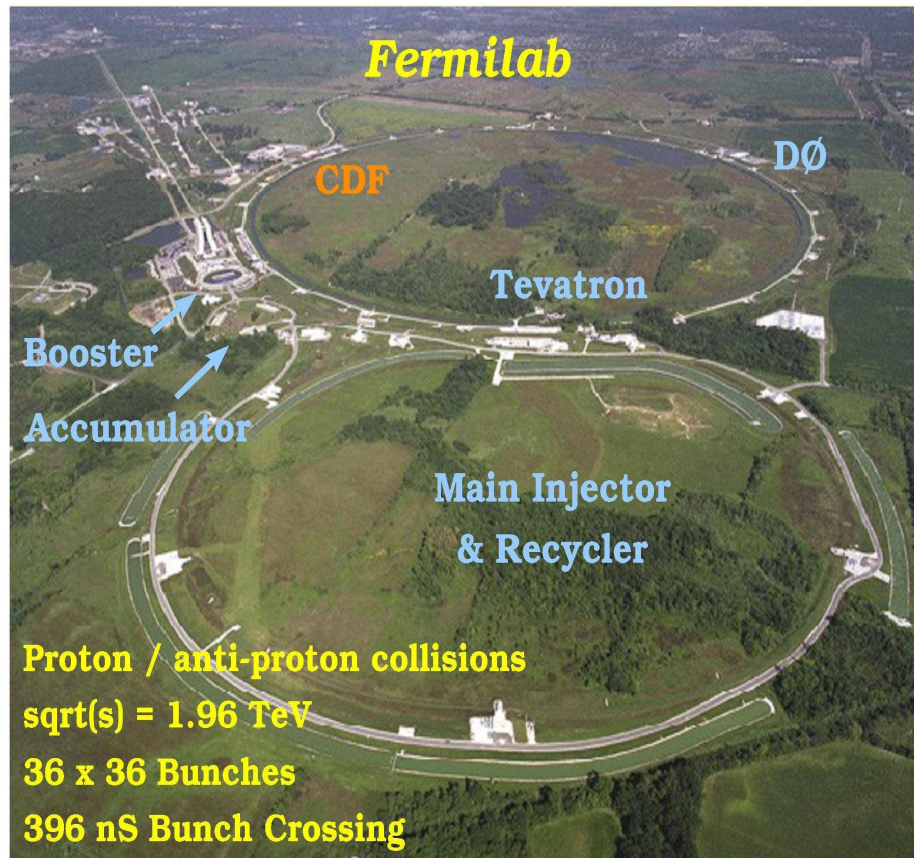 Fermilab
CDF
DØ
Tevatron
Booster
Accumulator
Main Injector
& Recycler
Proton / anti-proton collisions
sqrt(s) = 1.96 TeV
36 x 36 Bunches
396 nS Bunch Crossing